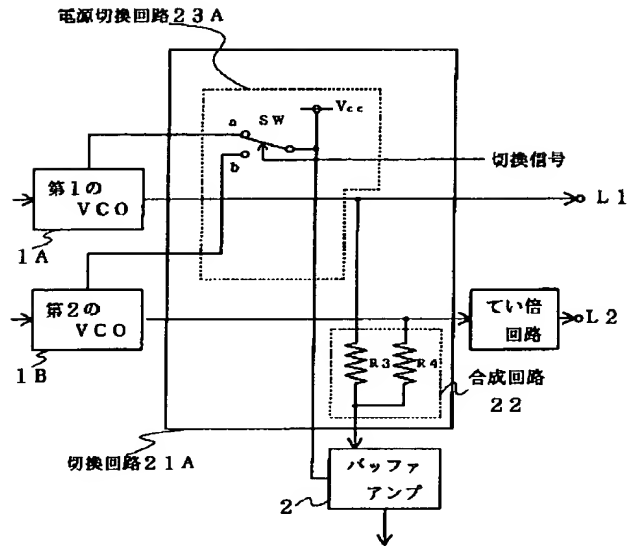 電源切換回路23A
Vcc
SW
a
b
切換信号
第1の
VCO
1A
L1
第2の
VCO
1B
てい倍
回路
L2
R3
R4
合成回路
22
切換回路21A
バッファ
アンプ
2